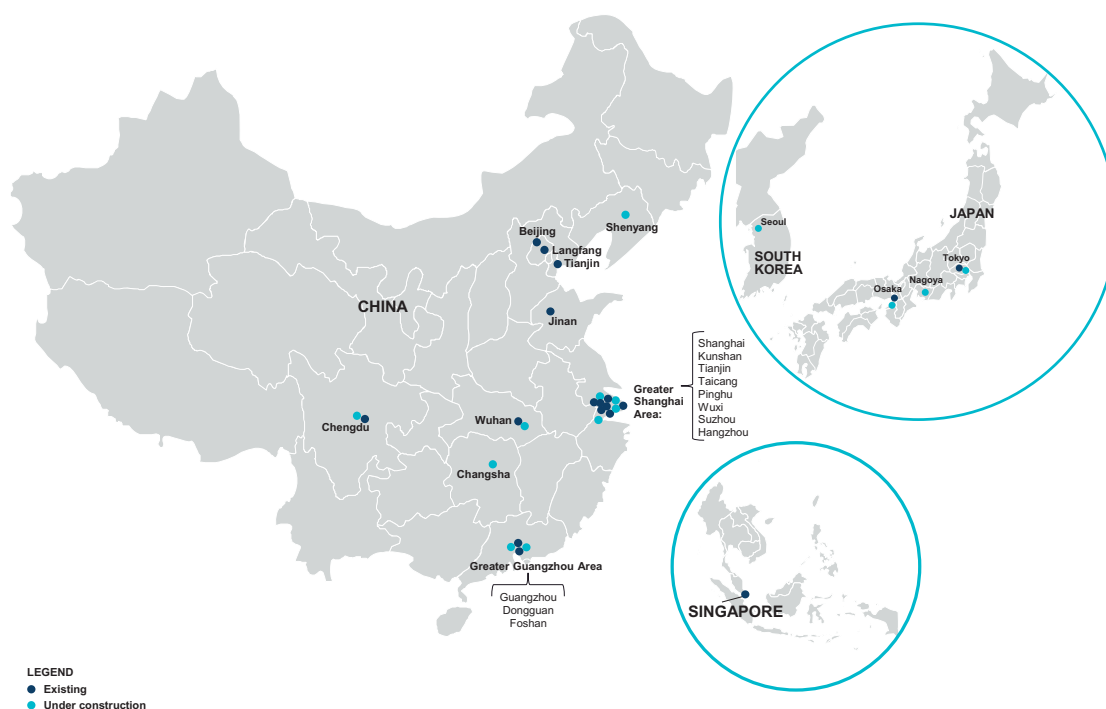 Beijing
Langfang
Tianjin
Shenyang
CHINA
Jinan
Greater
Shanghai
Area:
Shanghai
Kunshan
Tianjin
Taicang
Pinghu
Wuxi
Suzhou
Hangzhou
Chengdu
Wuhan
Changsha
Greater Guangzhou Area
Guangzhou
Dongguan
Foshan
Seoul
SOUTH
KOREA
JAPAN
Tokyo
Nagoya
Osaka
SINGAPORE
LEGEND
Existing
Under construction